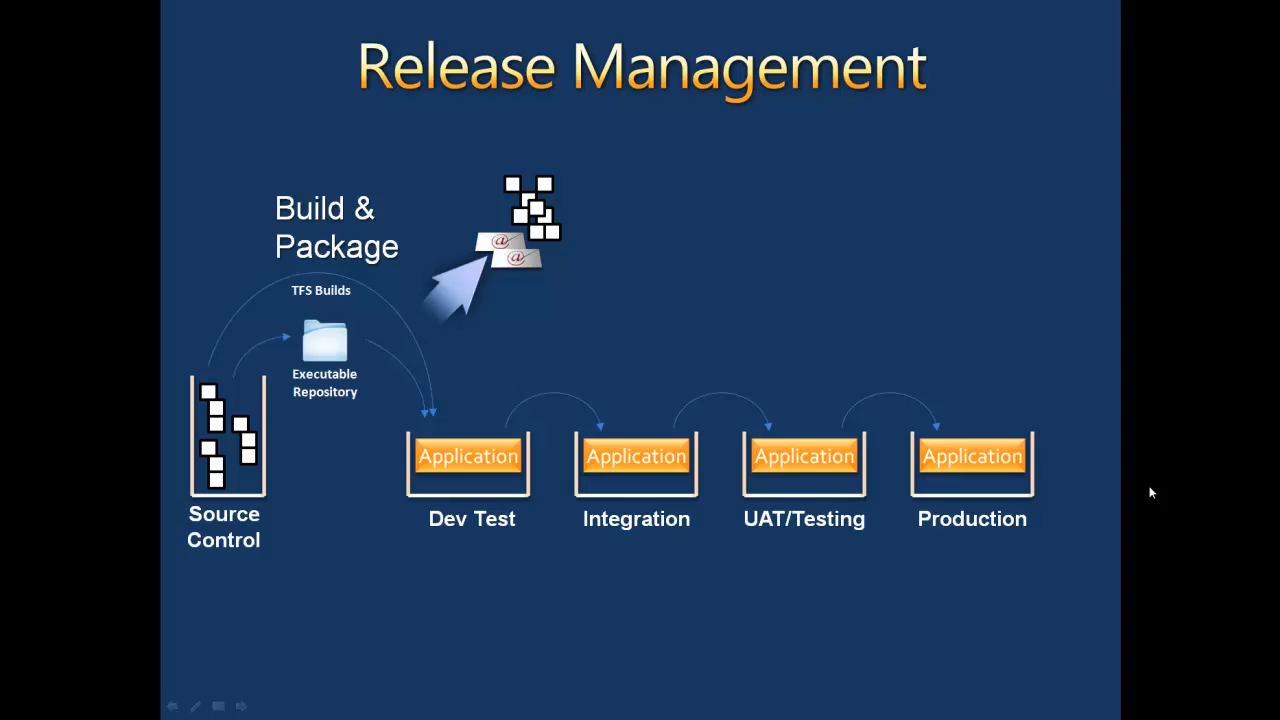 Release Management
Build &
Package
@
@
TFS Builds
Executable
Repository
Application
Application
Application
Application
Source
Control
Dev Test
Integration
UAT/Testing
Production